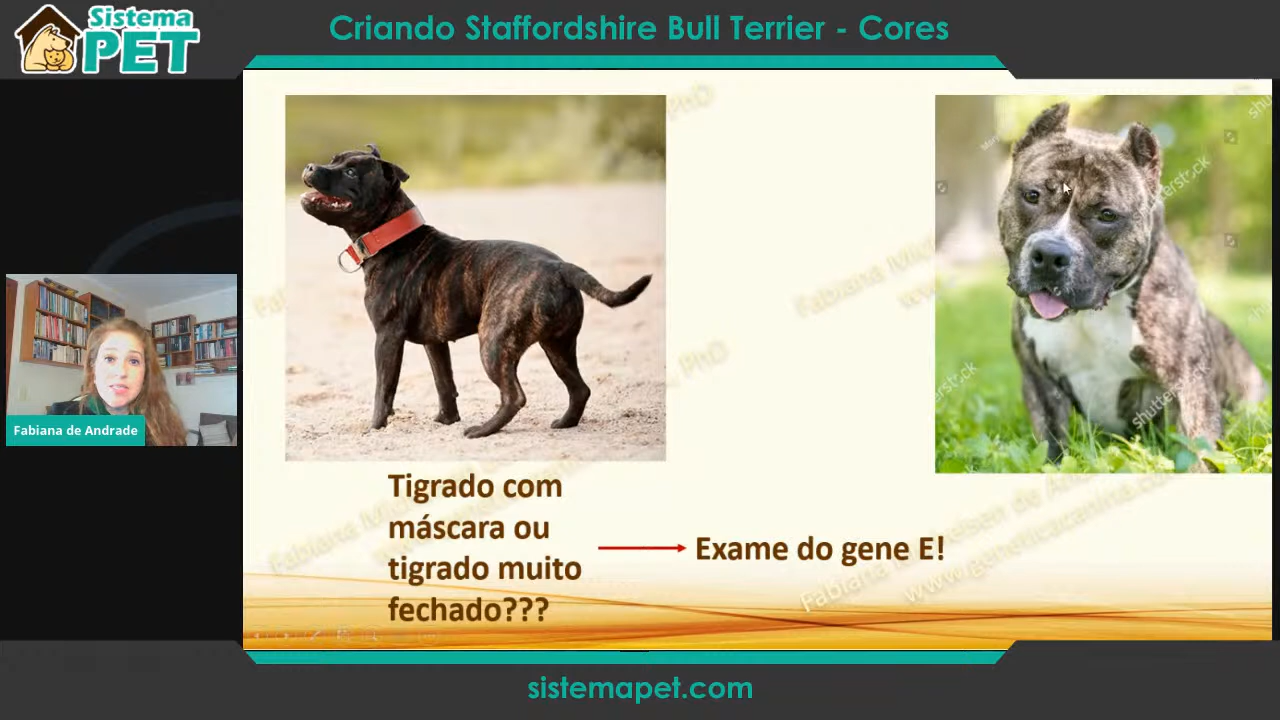 Sistema
PET
Criando Staffordshire Bull Terrier - Cores
Fabiana de Andrade
Tigrado com
máscara ou
tigrado muito
fechado???
Exame do gene E!
sistemapet.com